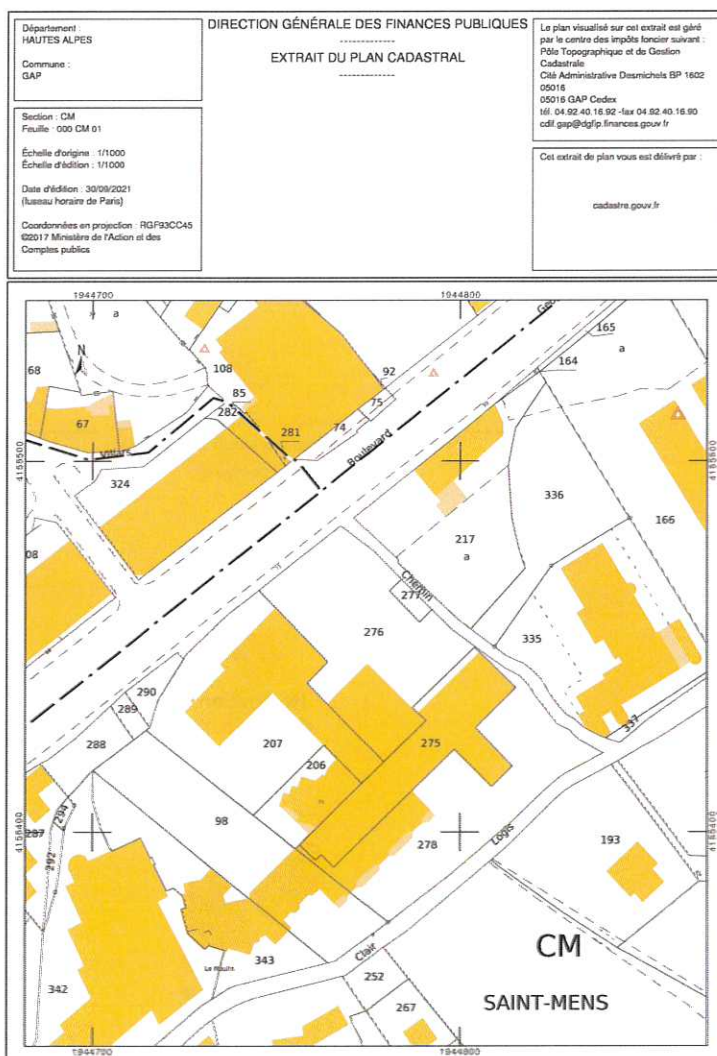 Département :
HAUTES ALPES
Commune :
GAP
Section : CM
Feuille : 000 CM 01
Échelle d'origine : 1/1000
Échelle d'édition : 1/1000
Date d'édition : 30/09/2021
(fuseau horaire de Paris)
Coordonnées en projection : RGF93CC45
©2017 Ministère de l'Action et des
Comptes publics
DIRECTION GÉNÉRALE DES FINANCES PUBLIQUES
-------------
EXTRAIT DU PLAN CADASTRAL
-------------
Le plan visualisé sur cet extrait est géré
par le centre des impôts foncier suivant :
Pôle Topographique et de Gestion
Cadastrale
Cité Administrative Desmichels BP 1602
05016
05016 GAP Cedex
tél. 04.92.40.16.92 -fax 04.92.40.16.90
cdif.gap@dgfip.finances.gouv.fr
Cet extrait de plan vous est délivré par :
cadastre.gouv.fr
1944700
1944800
a
165
N
164
a
68
108
92
85
75
282
67
281
74
Boulevard
Villars
324
336
166
217
a
08
Chemin
277
276
335
290
289
337
288
207
275
206
98
294
287
278
Logis
193
292
CM
343
Clair
252
SAINT-MENS
342
267
1944700
1944800